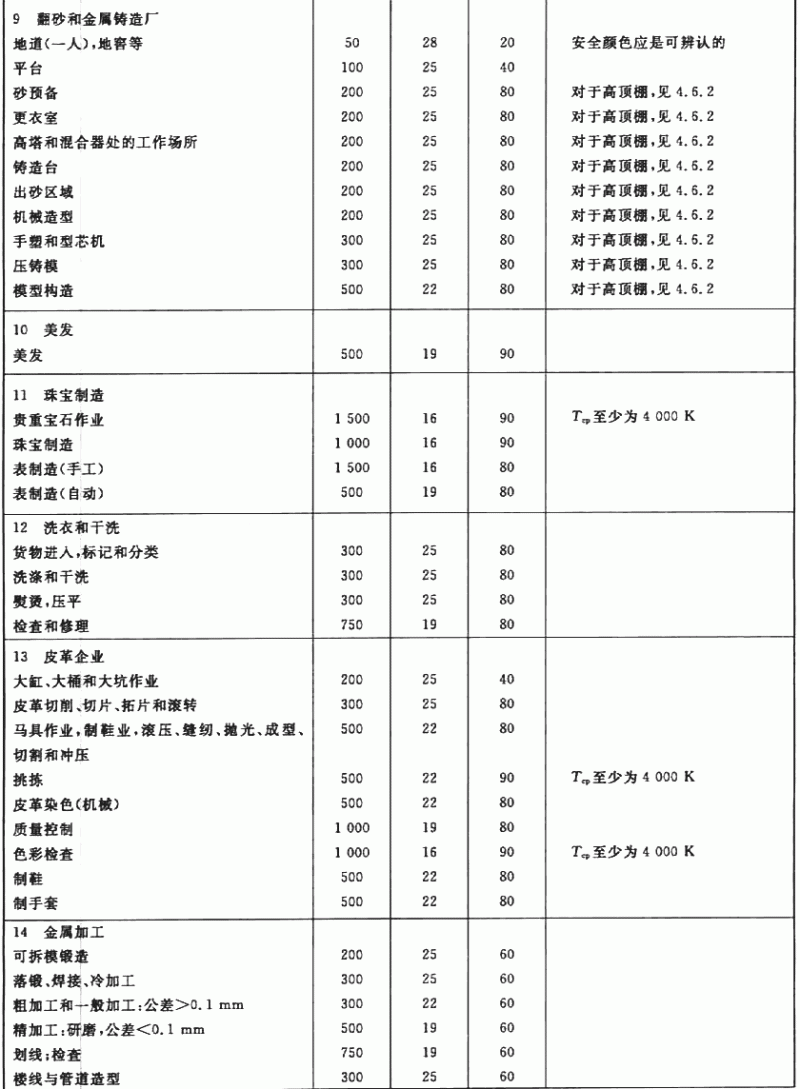 9 翻砂和金属铸造厂
地道(一人),地窖等 50 28 20 安全颜色应是可辨认的
平台 100 25 40
砂预备 200 25 80 对于高顶棚,见 4.6.2
更衣室 200 25 80 对于高顶棚,见 4.6.2
高塔和混合器处的工作场所 200 25 80 对于高顶棚,见 4.6.2
铸造台 200 25 80 对于高顶棚,见 4.6.2
出砂区域 200 25 80 对于高顶棚,见 4.6.2
机械造型 200 25 80 对于高顶棚,见 4.6.2
手塑和型芯机 300 25 80 对于高顶棚,见 4.6.2
压铸模 300 25 80 对于高顶棚,见 4.6.2
模型构造 500 22 80 对于高顶棚,见 4.6.2
10 美发
美发 500 19 90
11 珠宝制造
贵重宝石作业 1 500 16 90 Tcp至少为 4 000 K
珠宝制造 1 000 16 90
表制造(手工) 1 500 16 80
表制造(自动) 500 19 80
12 洗衣和干洗
货物进入,标记和分类 300 25 80
洗涤和干洗 300 25 80
熨烫,压平 300 25 80
检查和修理 750 19 80
13 皮革企业
大缸、大桶和大坑作业 200 25 40
皮革切削、切片、拓片和滚转 300 25 80
马具作业,制鞋业,滚压、缝纫、抛光、成型、 500 22 80
切割和冲压
挑拣 500 22 90 Tcp至少为 4 000 K
皮革染色(机械) 500 22 80
质量控制 1 000 19 80
色彩检查 1 000 16 90 Tcp至少为 4 000 K
制鞋 500 22 80
制手套 500 22 80
14 金属加工
可拆模锻造 200 25 60
落锻、焊接、冷加工 300 25 60
粗加工和一般加工:公差>0.1 mm 300 22 60
精加工:研磨,公差<0.1 mm 500 19 60
划线;检查 750 19 60
楼线与管道造型 300 25 60